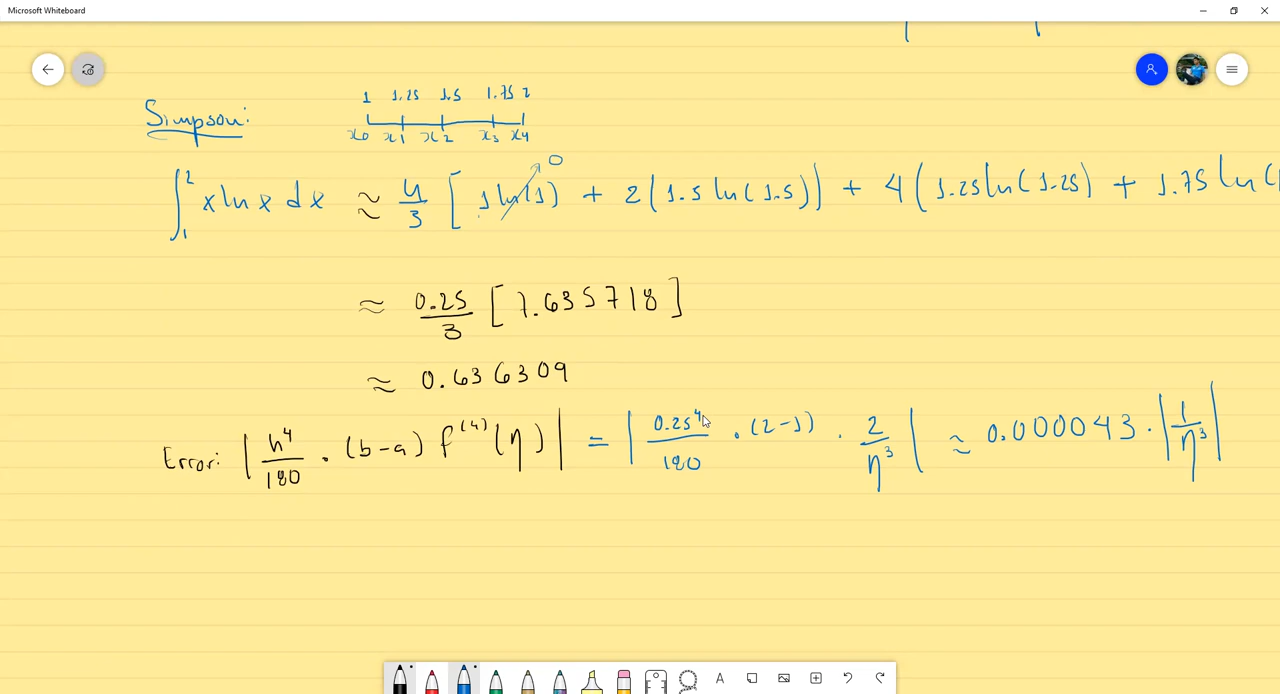 Microsoft Whiteboard
Simpson:
1 1.25 1.5 1.75 2
x0 x1 x2 x3 x4
∫₁² x ln x dx ≈ h/3 [ 1 ln(1) 0 + 2(1.5 ln(1.5)) + 4(1.25 ln(1.25) + 1.75 ln(
≈ 0.25/3 [7.635718]
≈ 0.636309
Error: | h⁴/180 · (b-a) f⁽⁴⁾(η) | = | 0.25⁴/180 · (2-1) · 2/η³ | ≈ 0.000043 · | 1/η³ |
A